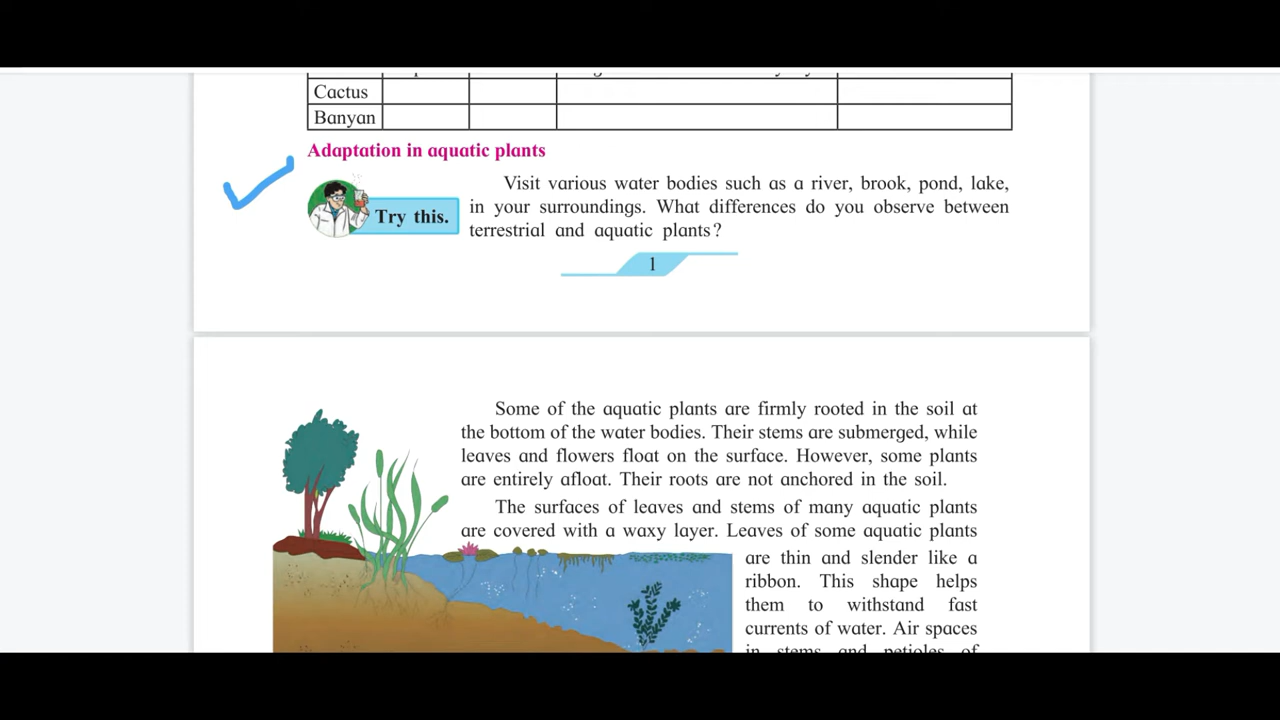 Cactus
Banyan
Adaptation in aquatic plants
Visit various water bodies such as a river, brook, pond, lake,
Try this.
in your surroundings. What differences do you observe between
terrestrial and aquatic plants?
1
Some of the aquatic plants are firmly rooted in the soil at
the bottom of the water bodies. Their stems are submerged, while
leaves and flowers float on the surface. However, some plants
are entirely afloat. Their roots are not anchored in the soil.
The surfaces of leaves and stems of many aquatic plants
are covered with a waxy layer. Leaves of some aquatic plants
are thin and slender like a
ribbon. This shape helps
them to withstand fast
currents of water. Air spaces
in stems and petioles of